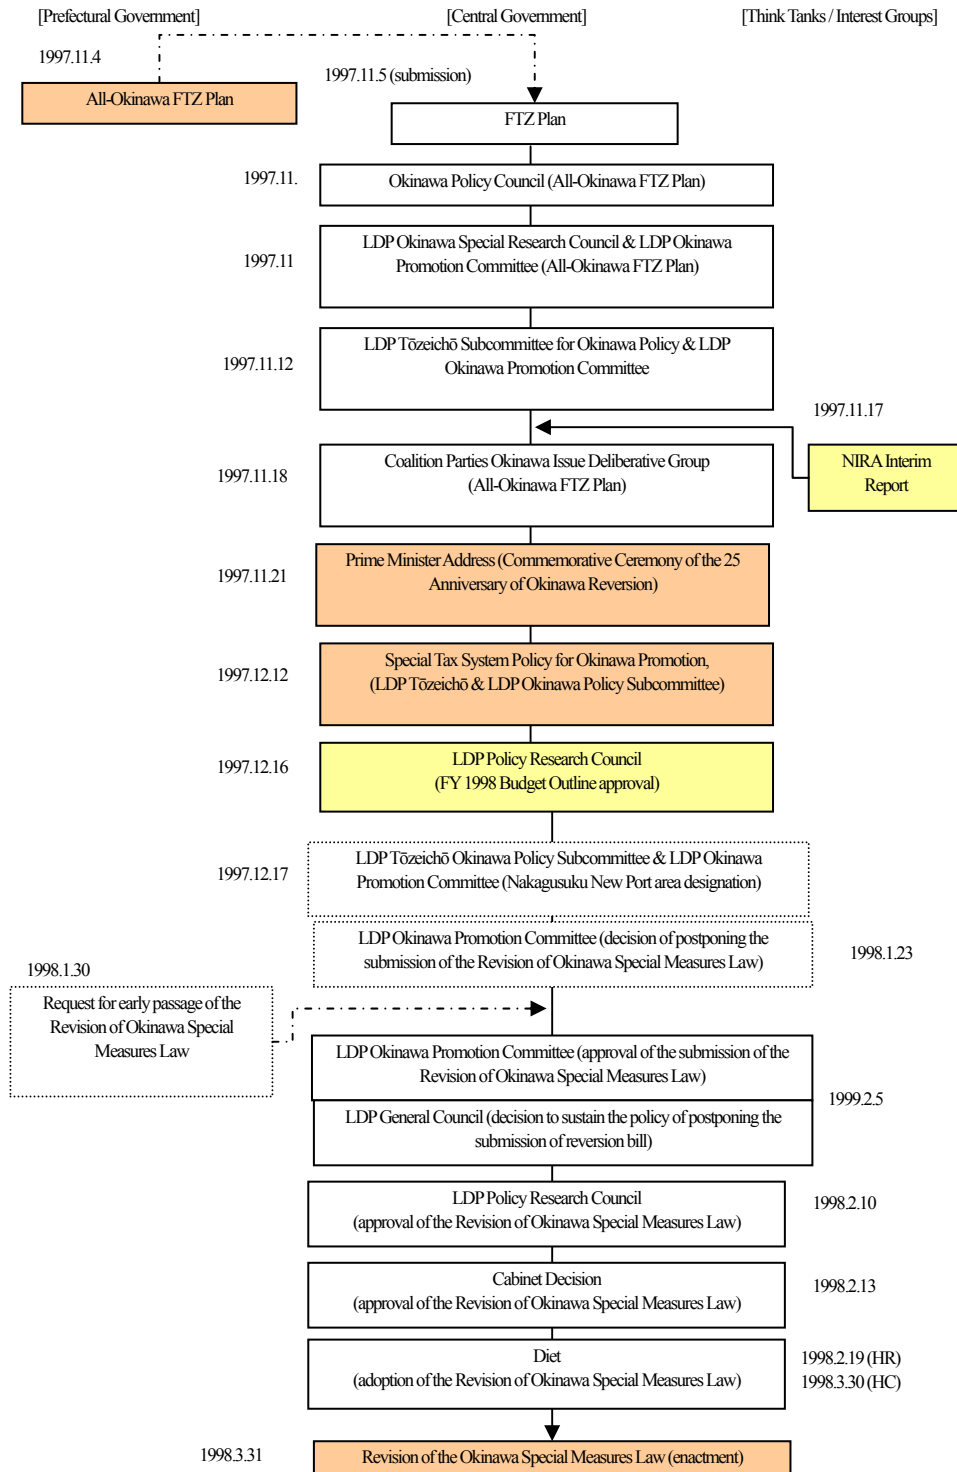 [Prefectural Government]
[Central Government]
[Think Tanks / Interest Groups]
1997.11.4
1997.11.5 (submission)
All-Okinawa FTZ Plan
FTZ Plan
1997.11.
Okinawa Policy Council (All-Okinawa FTZ Plan)
1997.11
LDP Okinawa Special Research Council & LDP Okinawa
Promotion Committee (All-Okinawa FTZ Plan)
1997.11.12
LDP Tōzeichō Subcommittee for Okinawa Policy & LDP
Okinawa Promotion Committee
1997.11.17
NIRA Interim
Report
1997.11.18
Coalition Parties Okinawa Issue Deliberative Group
(All-Okinawa FTZ Plan)
1997.11.21
Prime Minister Address (Commemorative Ceremony of the 25
Anniversary of Okinawa Reversion)
1997.12.12
Special Tax System Policy for Okinawa Promotion,
(LDP Tōzeichō & LDP Okinawa Policy Subcommittee)
1997.12.16
LDP Policy Research Council
(FY 1998 Budget Outline approval)
1997.12.17
LDP Tōzeichō Okinawa Policy Subcommittee & LDP Okinawa
Promotion Committee (Nakagusuku New Port area designation)
LDP Okinawa Promotion Committee (decision of postponing the
submission of the Revision of Okinawa Special Measures Law)
1998.1.23
1998.1.30
Request for early passage of the
Revision of Okinawa Special
Measures Law
LDP Okinawa Promotion Committee (approval of the submission of the
Revision of Okinawa Special Measures Law)
1999.2.5
LDP General Council (decision to sustain the policy of postponing the
submission of reversion bill)
LDP Policy Research Council
(approval of the Revision of Okinawa Special Measures Law)
1998.2.10
Cabinet Decision
(approval of the Revision of Okinawa Special Measures Law)
1998.2.13
Diet
(adoption of the Revision of Okinawa Special Measures Law)
1998.2.19 (HR)
1998.3.30 (HC)
1998.3.31
Revision of the Okinawa Special Measures Law (enactment)